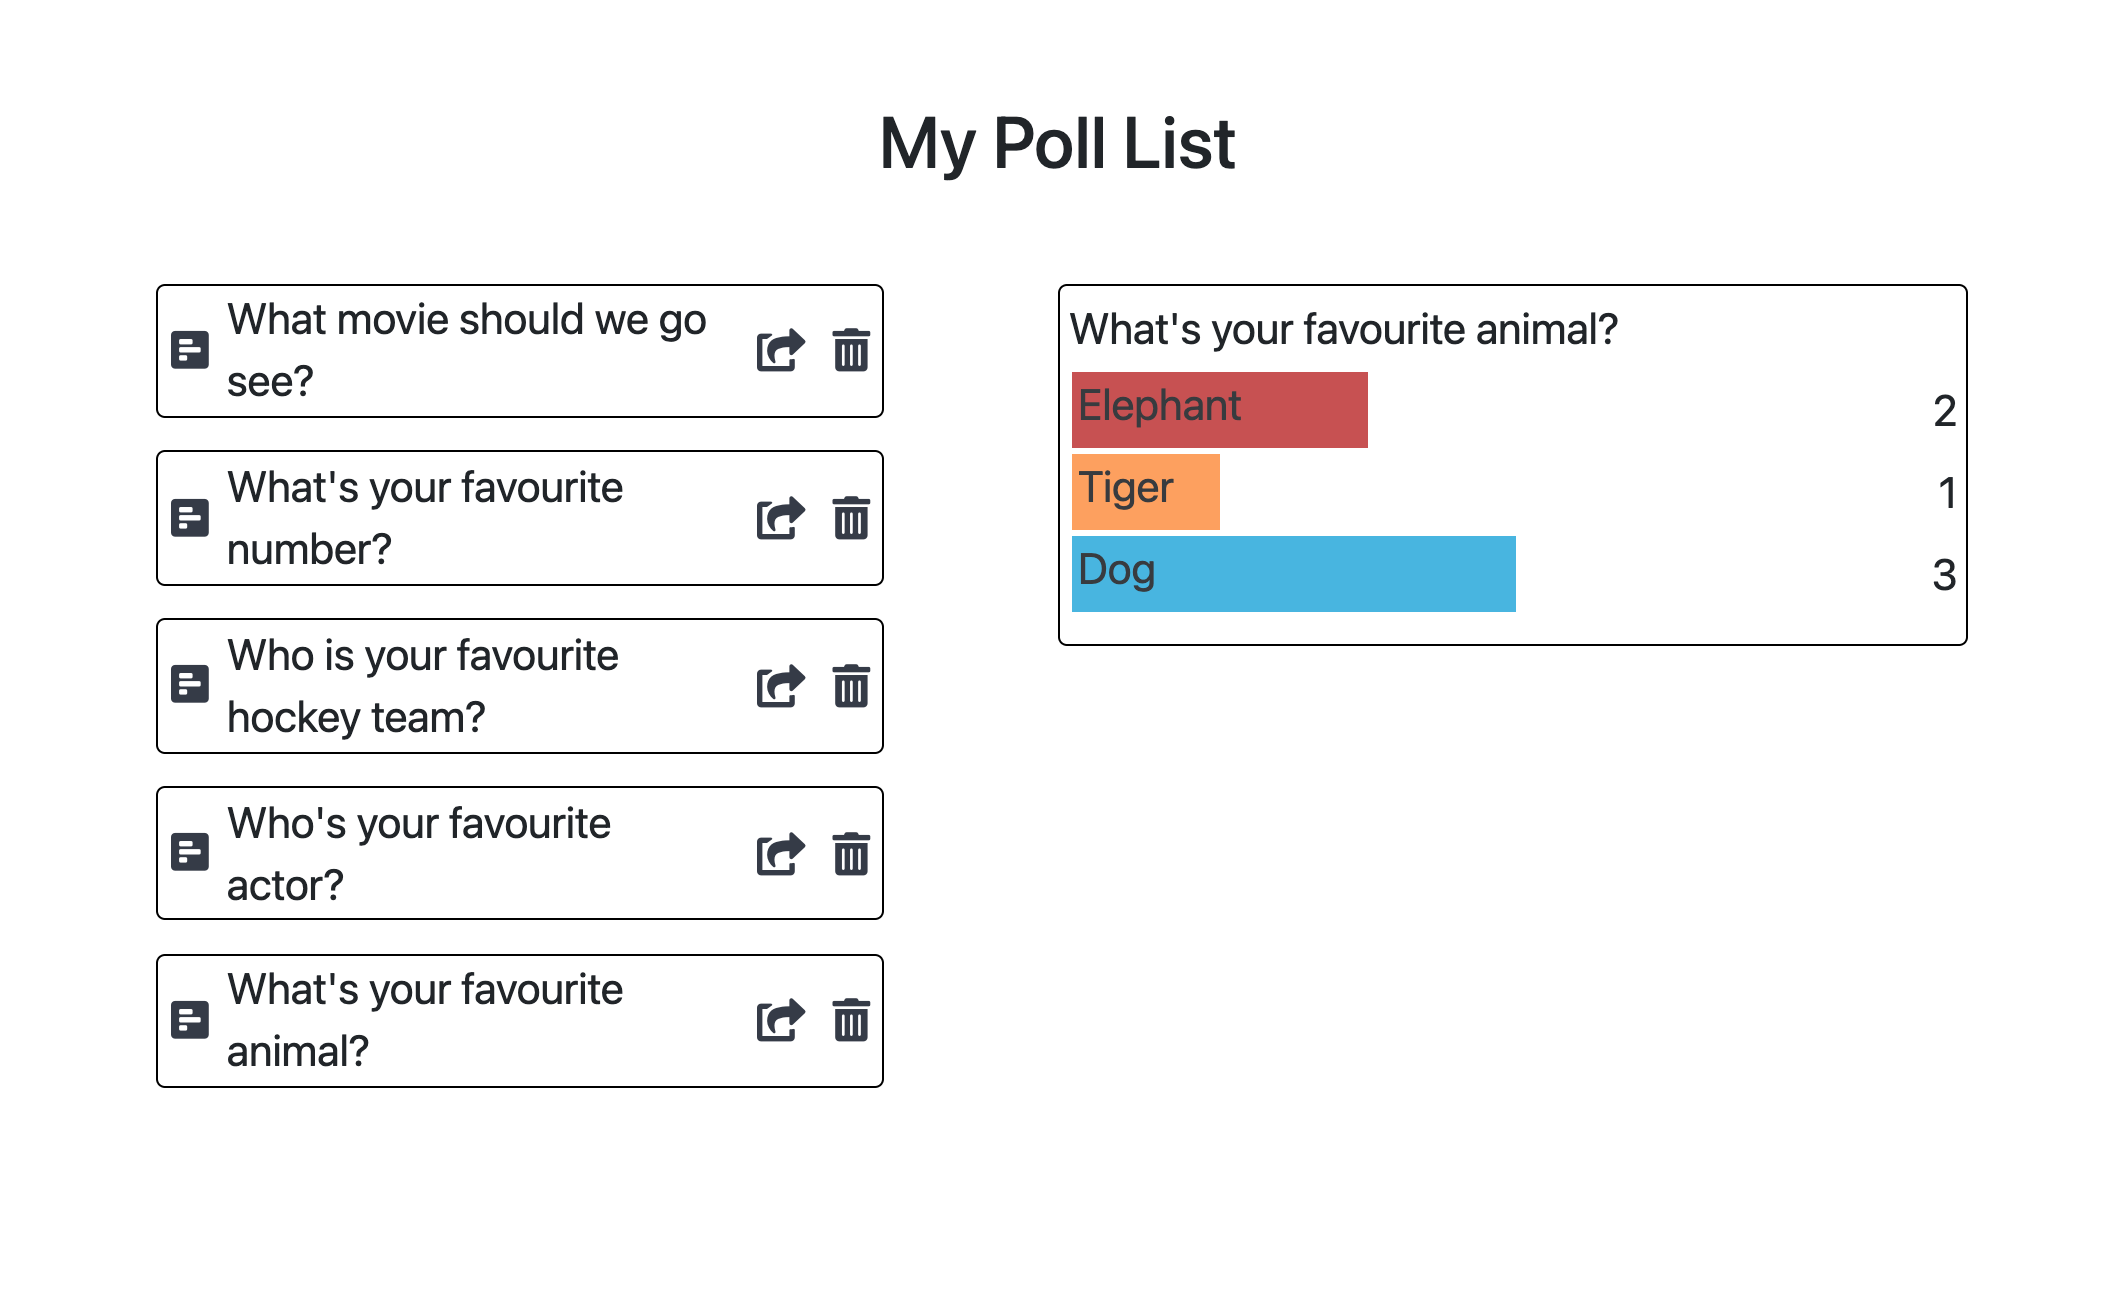 My Poll List
What movie should we go
see?
What's your favourite
number?
Who is your favourite
hockey team?
Who's your favourite
actor?
What's your favourite
animal?
What's your favourite animal?
Elephant 2
Tiger 1
Dog 3